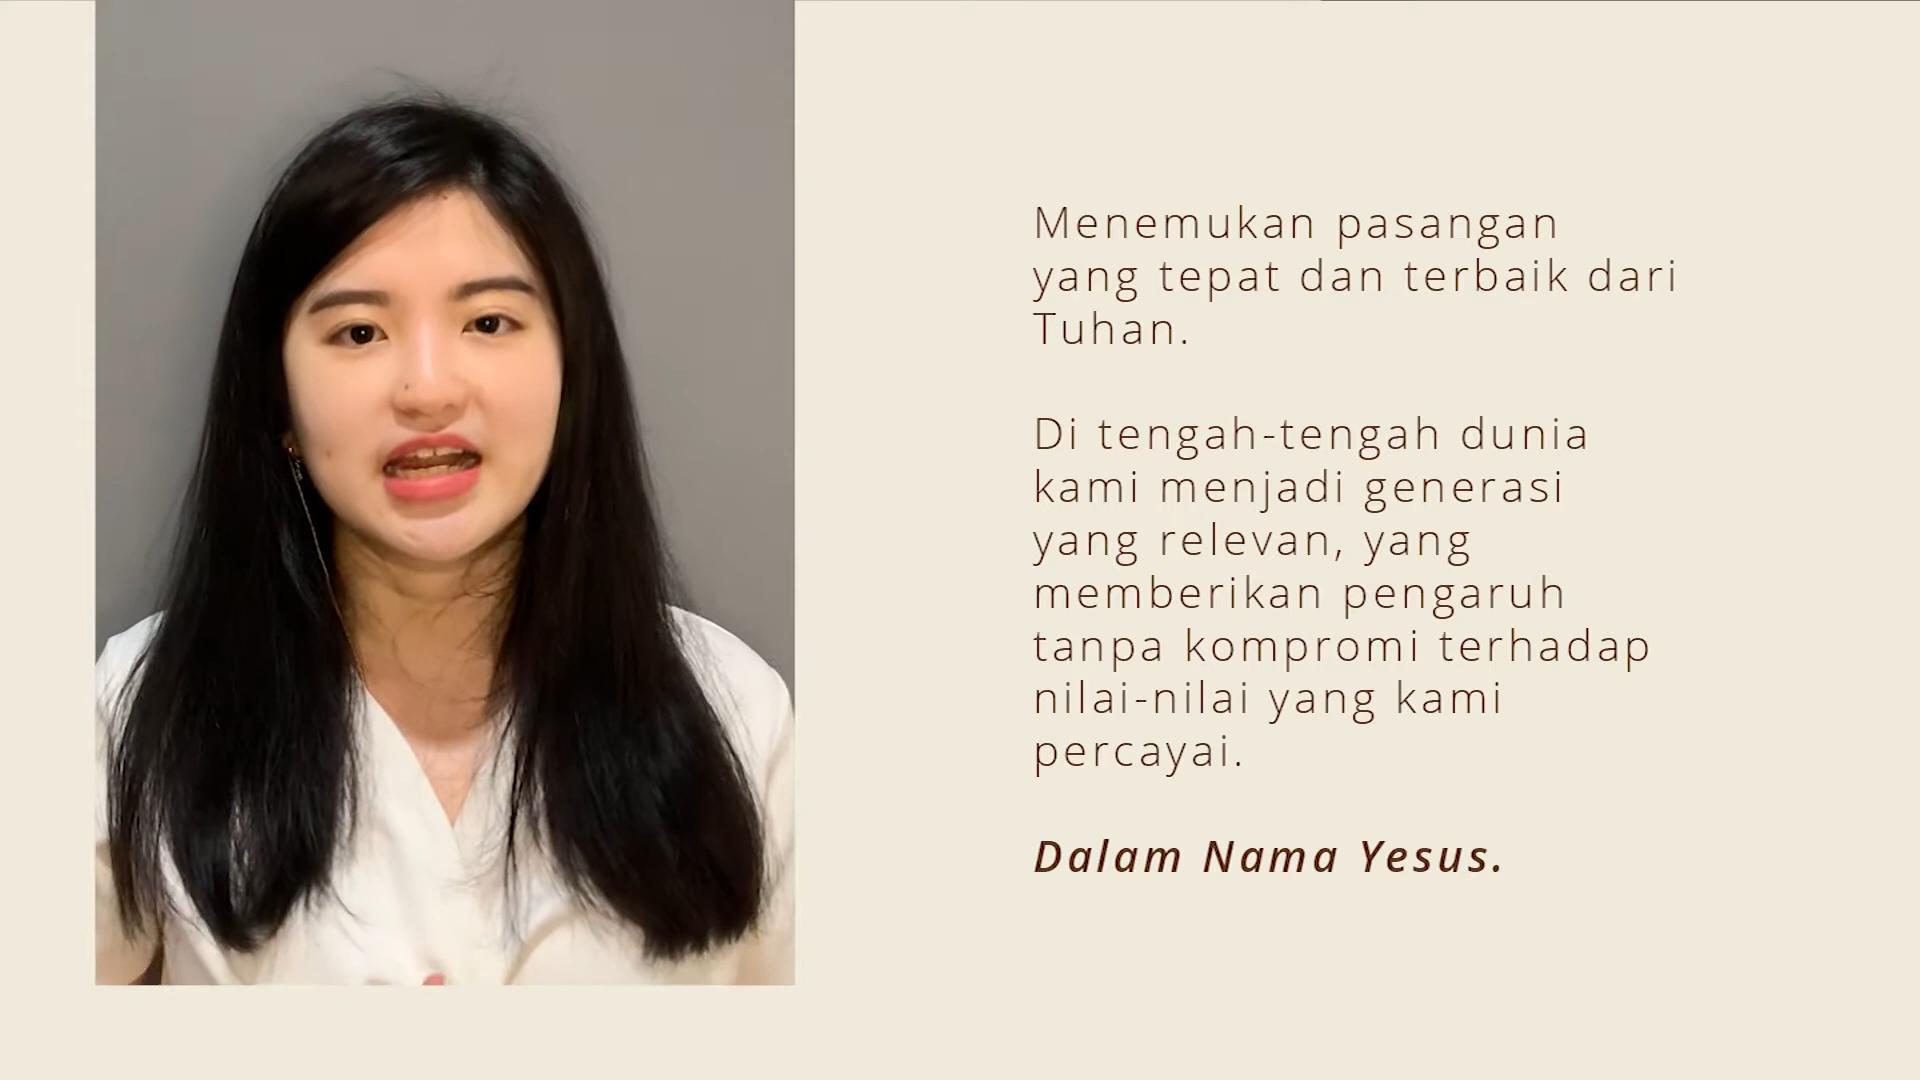 Menemukan pasangan
yang tepat dan terbaik dari
Tuhan.
Di tengah-tengah dunia
kami menjadi generasi
yang relevan, yang
memberikan pengaruh
tanpa kompromi terhadap
nilai-nilai yang kami
percayai.
Dalam Nama Yesus.